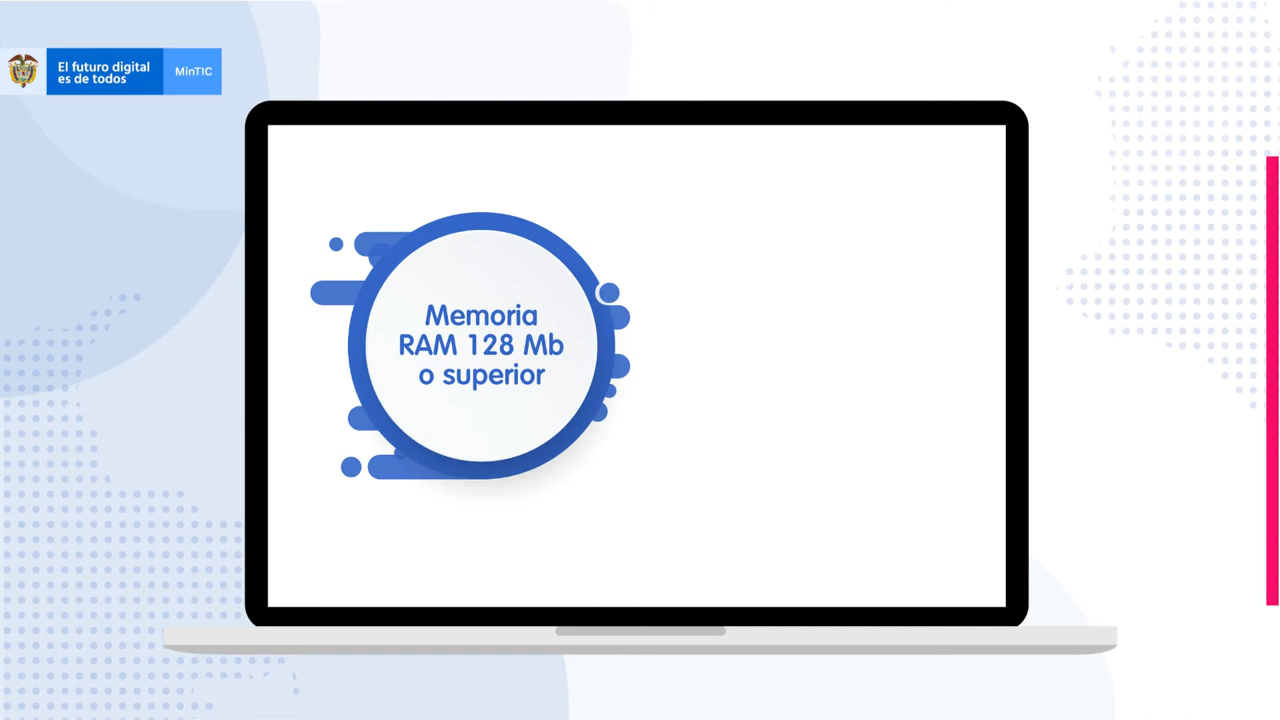 El futuro digital
es de todos
MinTIC
Memoria
RAM 128 Mb
o superior